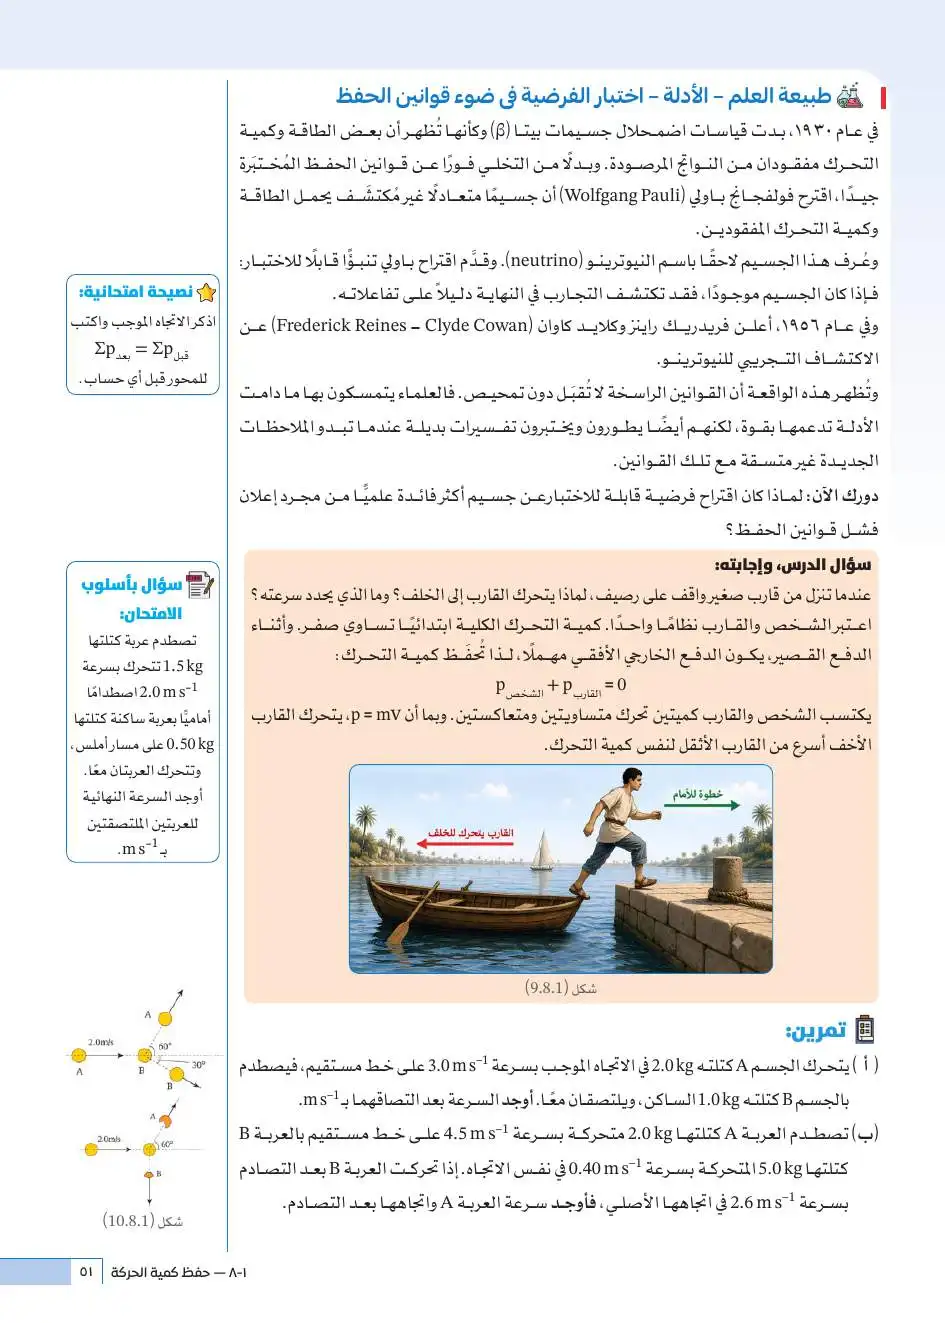 طبيعة العلم – الأدلة – اختبار الفرضية في ضوء قوانين الحفظ
في عام ١٩٣٠، بدت قياسات اضمحلال جسيمات بيتا (β) وكأنها تُظهر أن بعض الطاقة وكمية
التحرك مفقودان من النواتج المرصودة. وبدلًا من التخلي فورًا عن قوانين الحفظ المُختبَرة
جيدًا، اقترح فولفجانج باولي (Wolfgang Pauli) أن جسيمًا متعادلًا غير مُكتشَف يحمل الطاقة
وكمية التحرك المفقودين.
وعُرف هذا الجسيم لاحقًا باسم النيوترينو (neutrino). وقدَّم اقتراح باولي تنبؤًا قابلًا للاختبار:
فإذا كان الجسيم موجودًا، فقد تكتشف التجارب في النهاية دليلاً على تفاعلاته.
وفي عام ١٩٥٦، أعلن فريدريك راينز وكلايد كاوان (Frederick Reines – Clyde Cowan) عن
الاكتشاف التجريبي للنيوترينو.
وتُظهر هذه الواقعة أن القوانين الراسخة لا تُقبَل دون تمحيص. فالعلماء يتمسكون بها ما دامت
الأدلة تدعمها بقوة، لكنهم أيضًا يطورون ويختبرون تفسيرات بديلة عندما تبدو الملاحظات
الجديدة غير متسقة مع تلك القوانين.
دورك الآن: لماذا كان اقتراح فرضية قابلة للاختبار عن جسيم أكثر فائدة علميًّا من مجرد إعلان
فشل قوانين الحفظ؟
سؤال الدرس، وإجابته:
عندما تنزل من قارب صغير واقف على رصيف، لماذا يتحرك القارب إلى الخلف؟ وما الذي يحدد سرعته؟
اعتبر الشخص والقارب نظامًا واحدًا. كمية التحرك الكلية ابتدائيًا تساوي صفر. وأثناء
الدفع القصير، يكون الدفع الخارجي الأفقي مهملًا، لذا تُحفَظ كمية التحرك:
p الشخص + p القارب = 0
يكتسب الشخص والقارب كميتين تحرك متساويتين ومتعاكستين. وبما أن p = mv، يتحرك القارب
الأخف أسرع من القارب الأثقل لنفس كمية التحرك.
خطوة للأمام
القارب يتحرك للخلف
شكل (9.8.1)
تمرين:
( أ ) يتحرك الجسم A كتلته 2.0 kg في الاتجاه الموجب بسرعة 3.0 m s⁻¹ على خط مستقيم، فيصطدم
بالجسم B كتلته 1.0 kg الساكن، ويلتصقان معًا. أوجد السرعة بعد التصاقهما بـ m s⁻¹.
(ب) تصطدم العربة A كتلتها 2.0 kg متحركة بسرعة 4.5 m s⁻¹ على خط مستقيم بالعربة B
كتلتها 5.0 kg المتحركة بسرعة 0.40 m s⁻¹ في نفس الاتجاه. إذا تحركت العربة B بعد التصادم
بسرعة 2.6 m s⁻¹ في اتجاهها الأصلي، فأوجد سرعة العربة A واتجاهها بعد التصادم.
نصيحة امتحانية:
اذكر الاتجاه الموجب واكتب
Σp قبل = Σp بعد
للمحور قبل أي حساب.
سؤال بأسلوب
الامتحان:
تصطدم عربة كتلتها
1.5 kg تتحرك بسرعة
2.0 m s⁻¹ اصطدامًا
أماميًّا بعربة ساكنة كتلتها
0.50 kg على مسار أملس،
وتتحرك العربتان معًا.
أوجد السرعة النهائية
للعربتين الملتصقتين
بـ m s⁻¹.
A
2.0m/s
60°
30°
A
B
B
A
2.0m/s
60°
B
شكل (10.8.1)
١-٨ — حفظ كمية الحركة
٥١